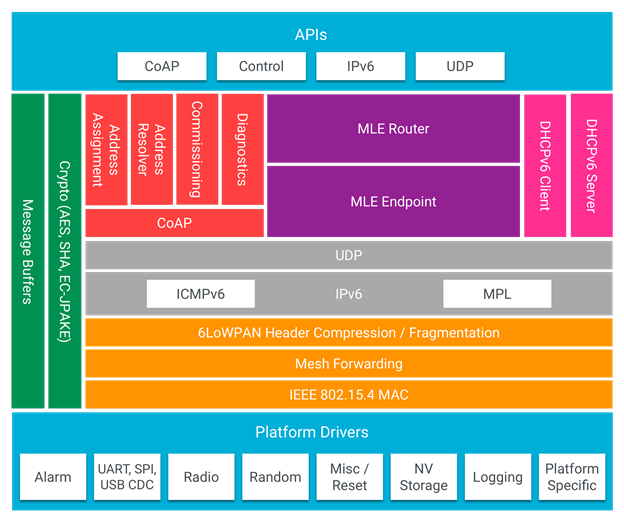 APIs
CoAP
Control
IPv6
UDP
Message Buffers
Crypto (AES, SHA, EC-JPAKE)
Address
Assignment
Address
Resolver
Commissioning
Diagnostics
CoAP
MLE Router
MLE Endpoint
DHCPv6 Client
DHCPv6 Server
UDP
ICMPv6
IPv6
MPL
6LoWPAN Header Compression / Fragmentation
Mesh Forwarding
IEEE 802.15.4 MAC
Platform Drivers
Alarm
UART, SPI,
USB CDC
Radio
Random
Misc /
Reset
NV
Storage
Logging
Platform
Specific